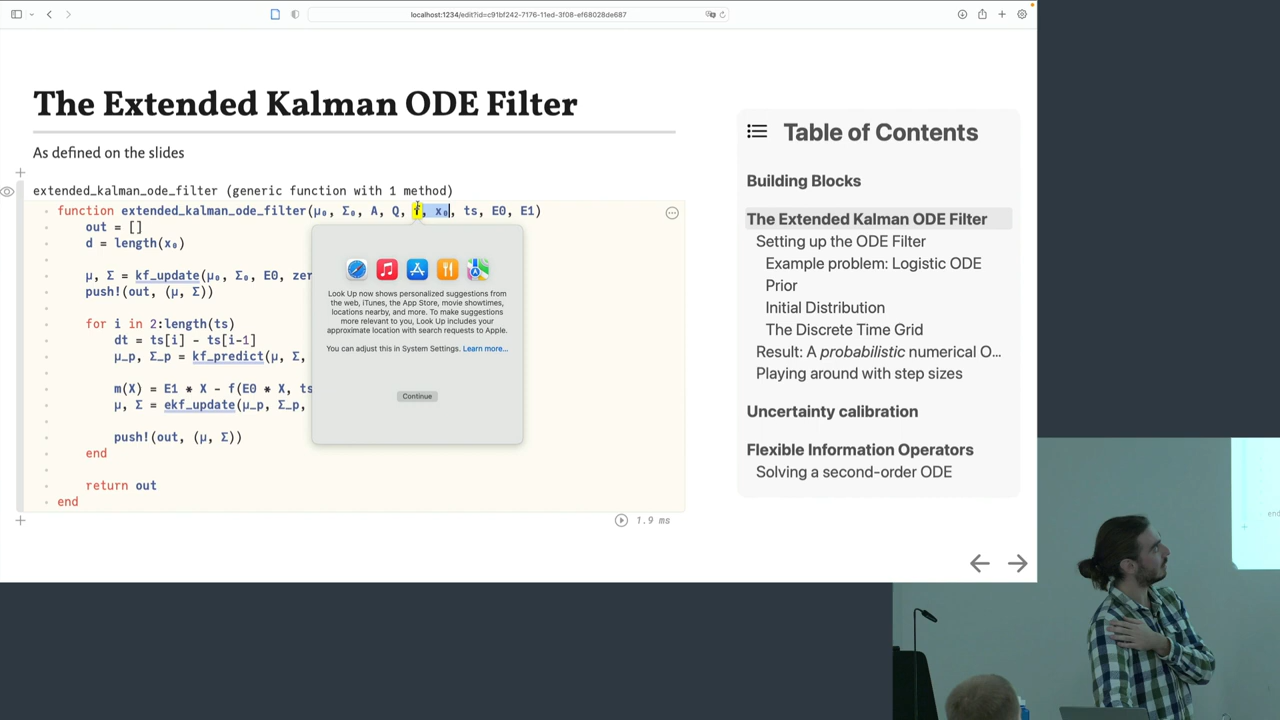 localhost:1234/edit?id=c91bf242-7176-11ed-3f08-ef68028de687
The Extended Kalman ODE Filter
As defined on the slides
extended_kalman_ode_filter (generic function with 1 method)
function extended_kalman_ode_filter(μ₀, Σ₀, A, Q, f, x₀, ts, E0, E1)
out = []
d = length(x₀)
μ, Σ = kf_update(μ₀, Σ₀, E0, zer
push!(out, (μ, Σ))
for i in 2:length(ts)
dt = ts[i] - ts[i-1]
μ_p, Σ_p = kf_predict(μ, Σ,
m(X) = E1 * X - f(E0 * X, ts
μ, Σ = ekf_update(μ_p, Σ_p,
push!(out, (μ, Σ))
end
return out
end
1.9 ms
Look Up now shows personalized suggestions from
the web, iTunes, the App Store, movie showtimes,
locations nearby, and more. To make suggestions
more relevant to you, Look Up includes your
approximate location with search requests to Apple.
You can adjust this in System Settings. Learn more...
Continue
Table of Contents
Building Blocks
The Extended Kalman ODE Filter
Setting up the ODE Filter
Example problem: Logistic ODE
Prior
Initial Distribution
The Discrete Time Grid
Result: A probabilistic numerical O...
Playing around with step sizes
Uncertainty calibration
Flexible Information Operators
Solving a second-order ODE
end